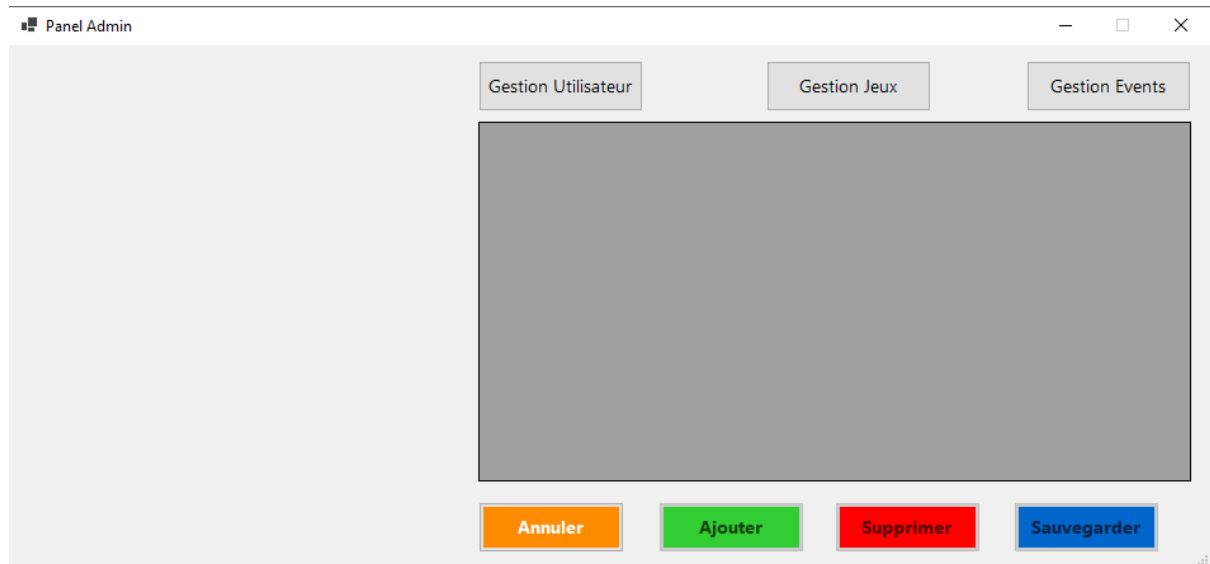 Panel Admin
Gestion Utilisateur
Gestion Jeux
Gestion Events
Annuler
Ajouter
Supprimer
Sauvegarder